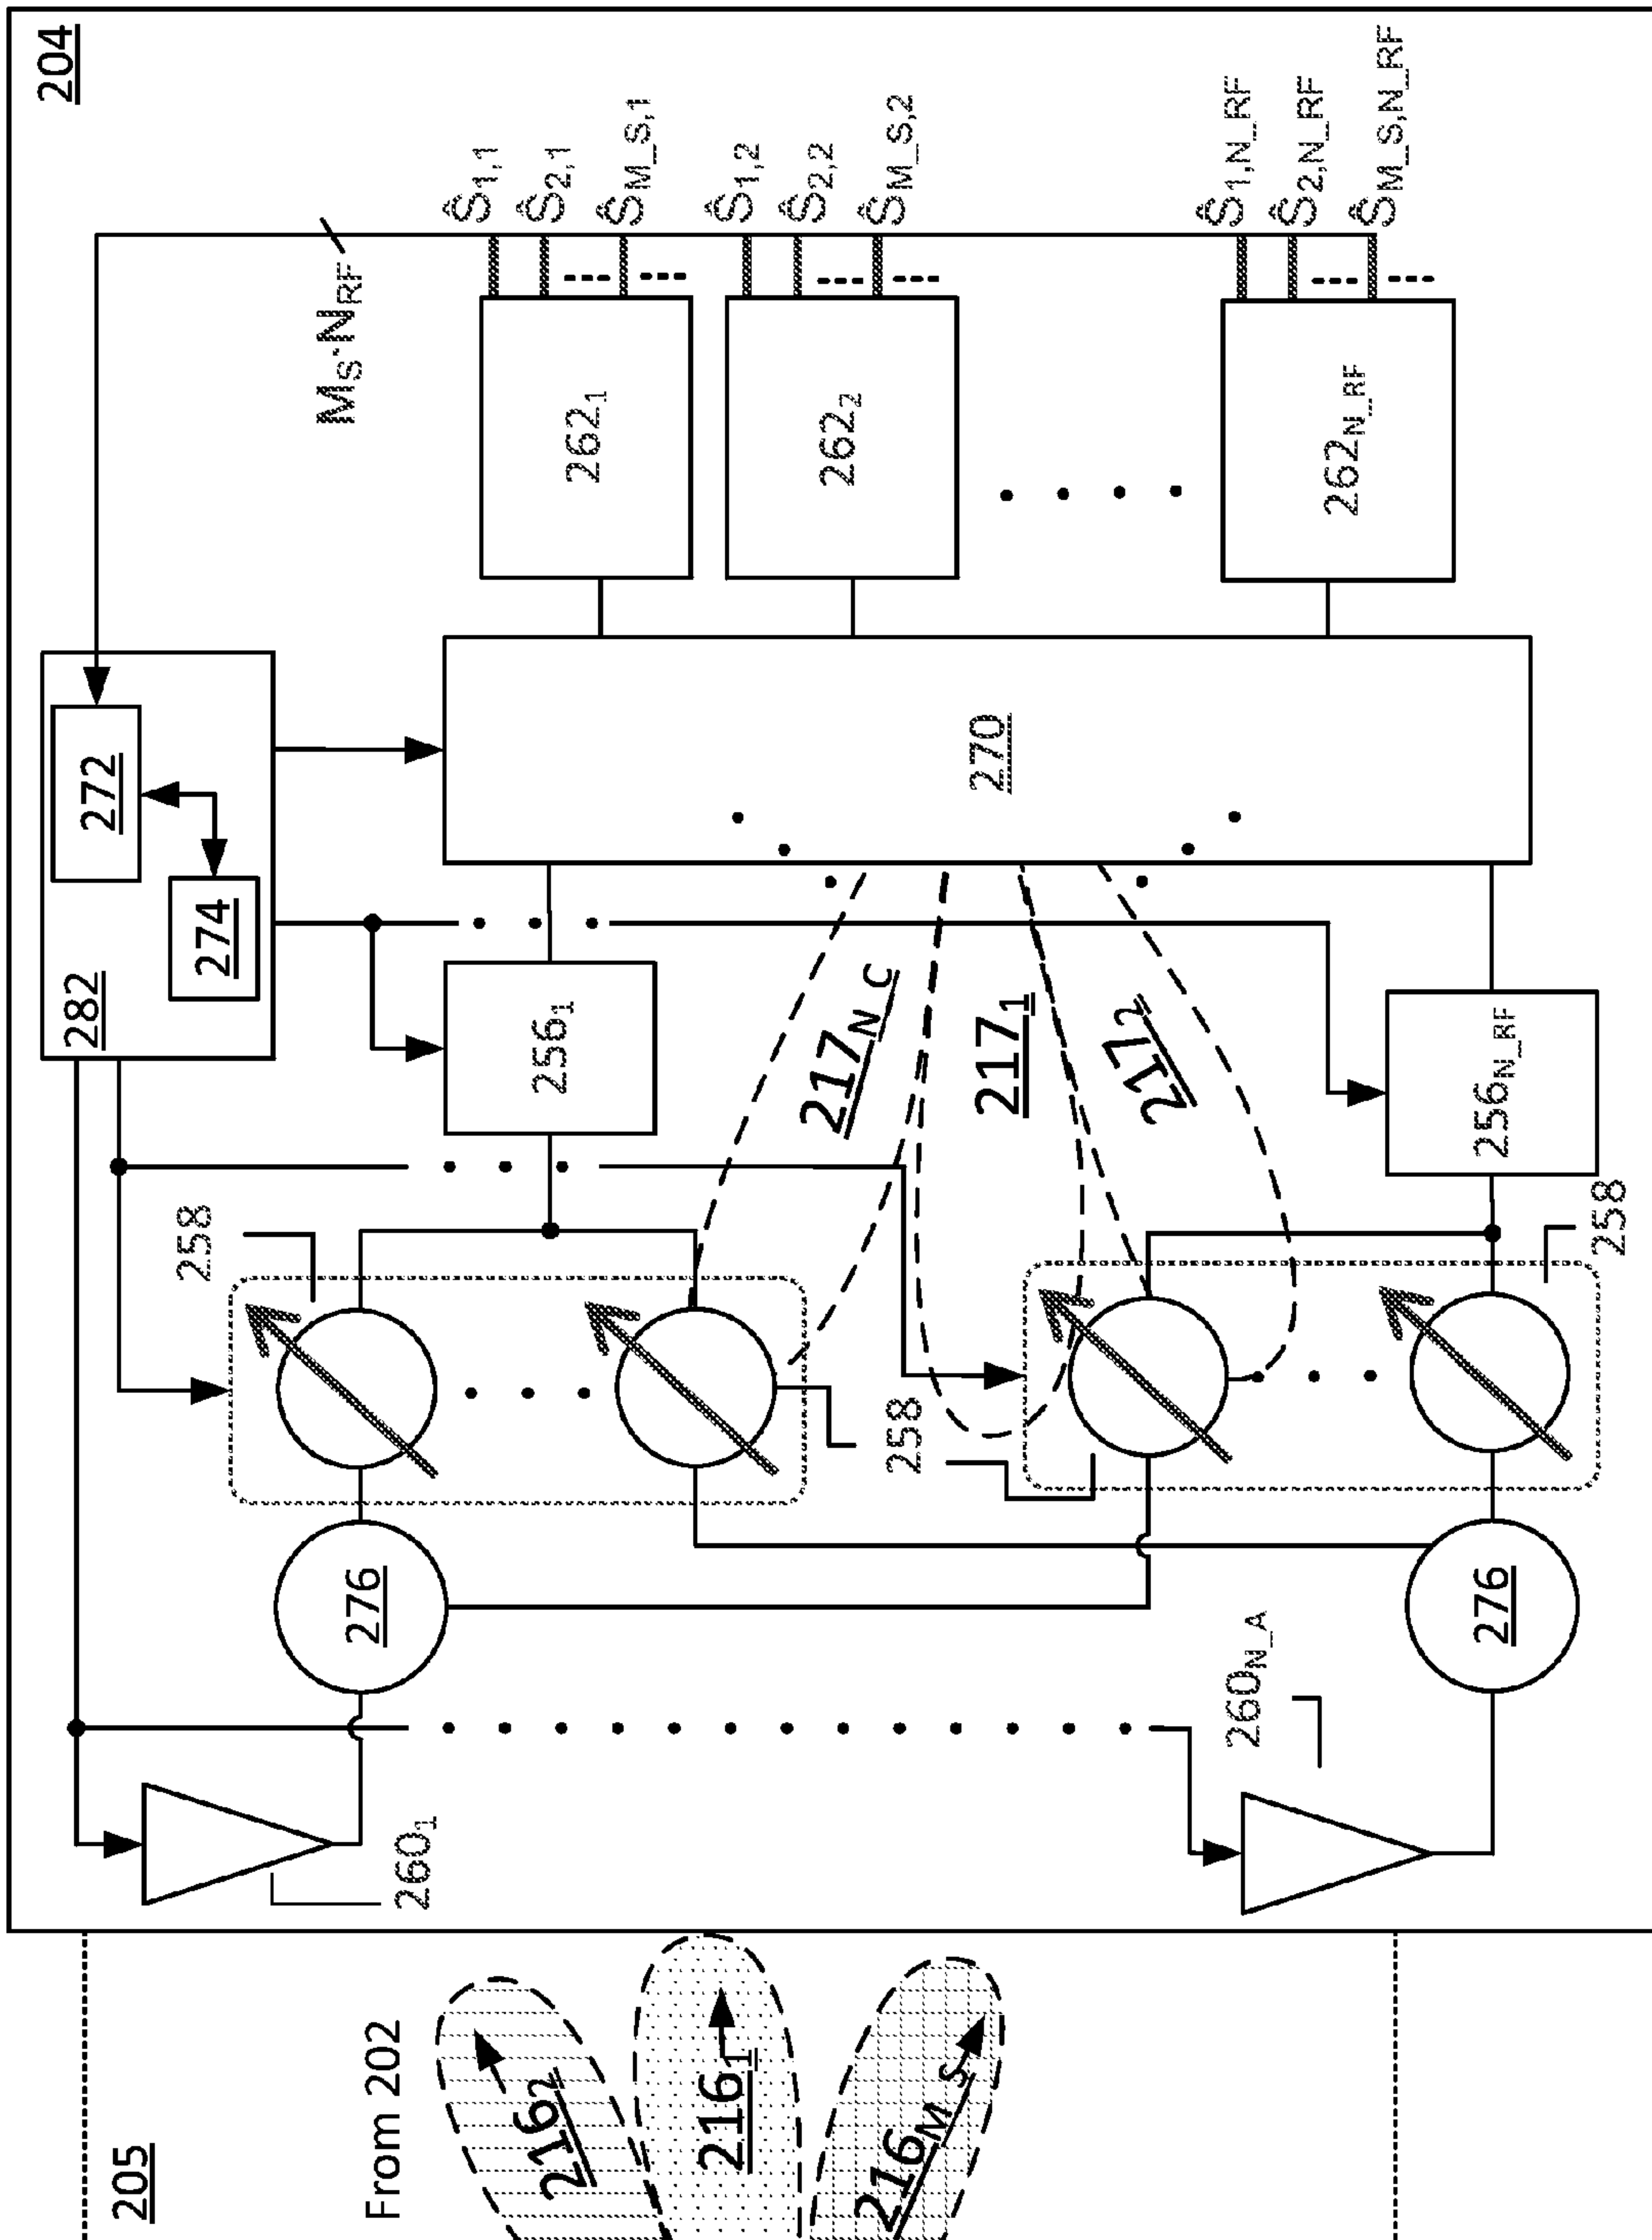 204
Ŝ1,1
Ŝ2,1
ŜM_S,1
Ŝ1,2
Ŝ2,2
ŜM_S,2
Ŝ1,N_RF
Ŝ2,N_RF
ŜM_S,N_RF
MS·NRF
262₁
262₂
262N_RF
272
274
282
270
256₁
256N_RF
217N_C
217₁
217₂
258
258
258
276
276
260₁
260N_A
205
From 202
216₂
216₁
216M_S